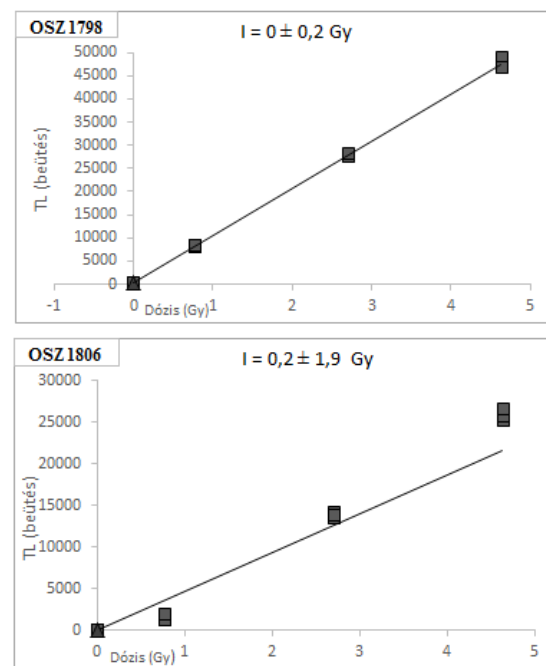 OSZ 1798
I = 0 ± 0,2 Gy
TL (beütés)
50000
45000
40000
35000
30000
25000
20000
15000
10000
5000
0
-1 0 1 2 3 4 5
Dózis (Gy)
OSZ 1806
I = 0,2 ± 1,9 Gy
TL (beütés)
30000
25000
20000
15000
10000
5000
0
0 1 2 3 4 5
Dózis (Gy)